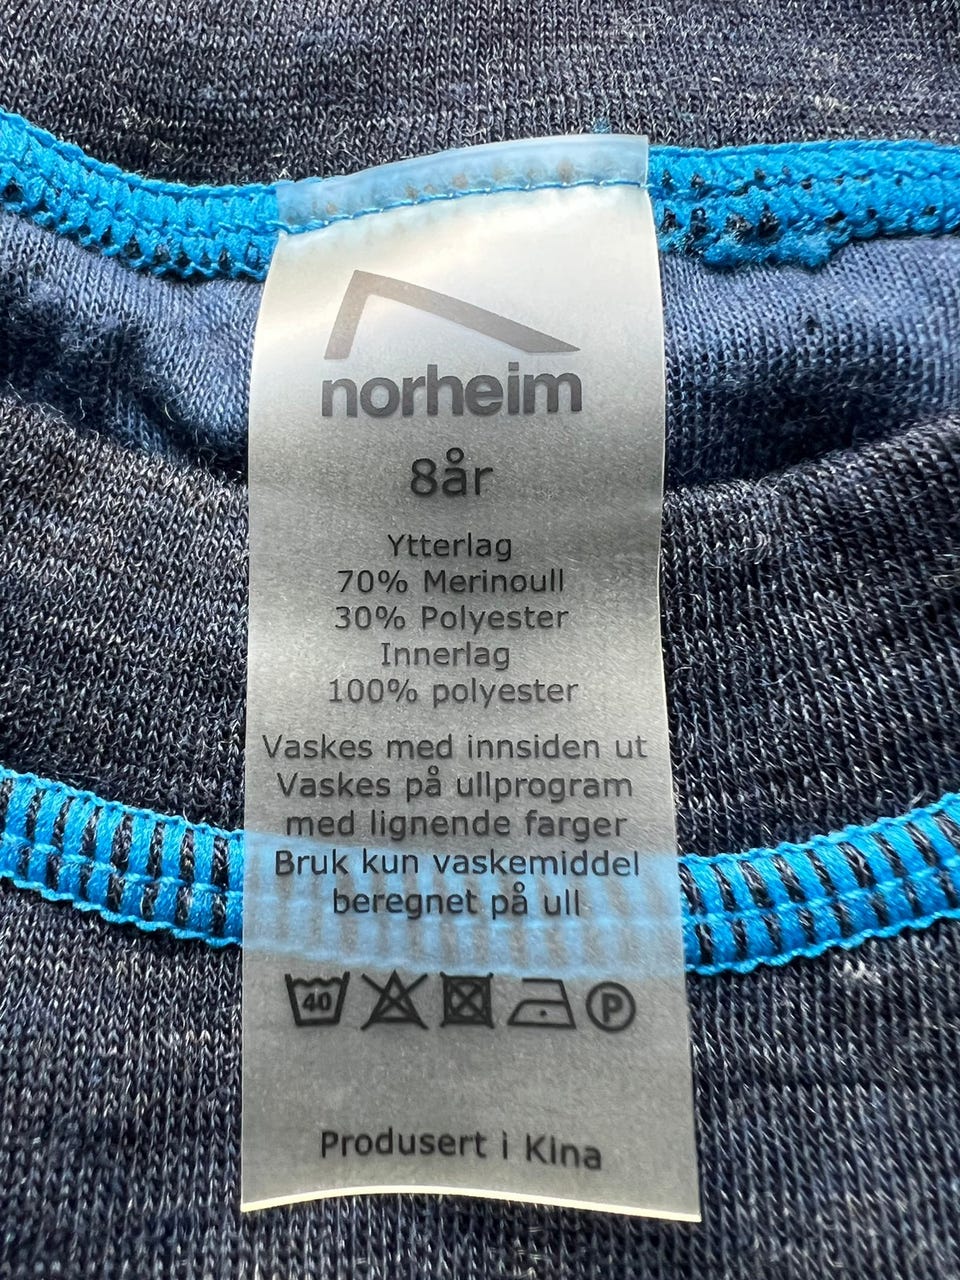 norheim
8år
Ytterlag
70% Merinoull
30% Polyester
Innerlag
100% polyester
Vaskes med innsiden ut
Vaskes på ullprogram
med lignende farger
Bruk kun vaskemiddel
beregnet på ull
40 P
Produsert i Kina